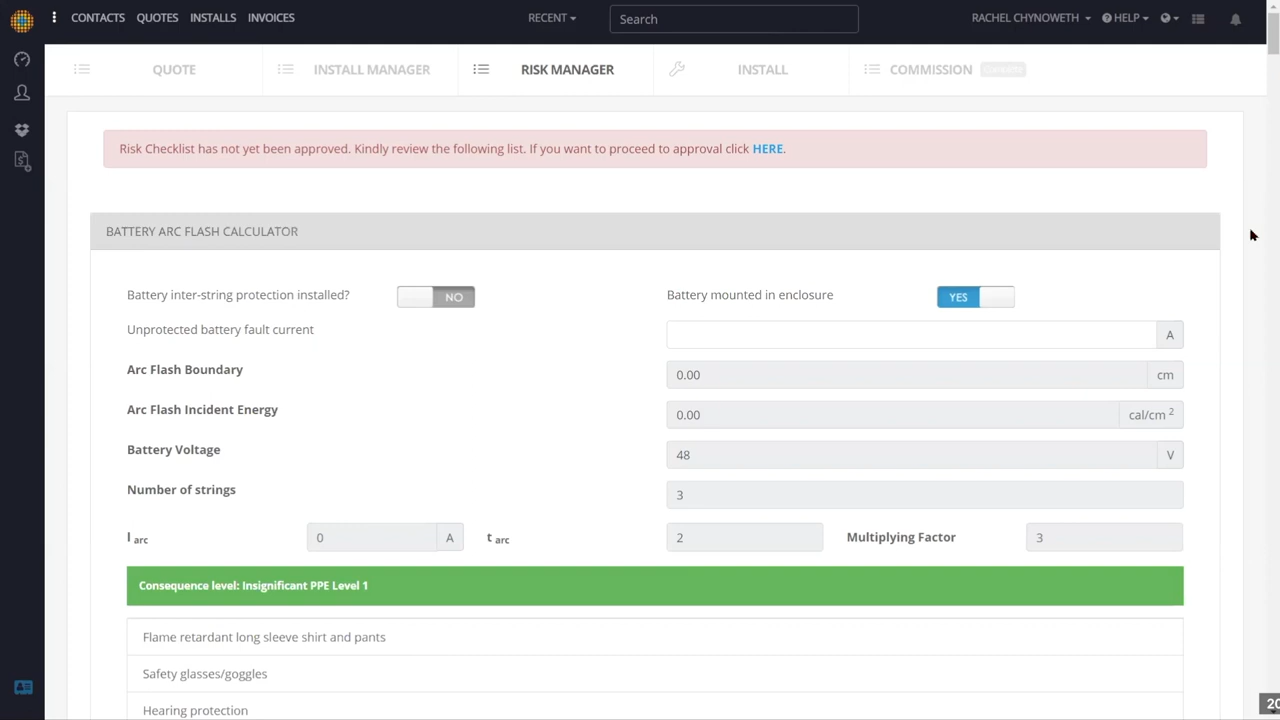 CONTACTS QUOTES INSTALLS INVOICES RECENT Search RACHEL CHYNOWETH HELP
QUOTE INSTALL MANAGER RISK MANAGER INSTALL COMMISSION
Risk Checklist has not yet been approved. Kindly review the following list. If you want to proceed to approval click HERE.
BATTERY ARC FLASH CALCULATOR
Battery inter-string protection installed? NO Battery mounted in enclosure YES
Unprotected battery fault current A
Arc Flash Boundary 0.00 cm
Arc Flash Incident Energy 0.00 cal/cm 2
Battery Voltage 48 V
Number of strings 3
I arc 0 A t arc 2 Multiplying Factor 3
Consequence level: Insignificant PPE Level 1
Flame retardant long sleeve shirt and pants
Safety glasses/goggles
Hearing protection
20